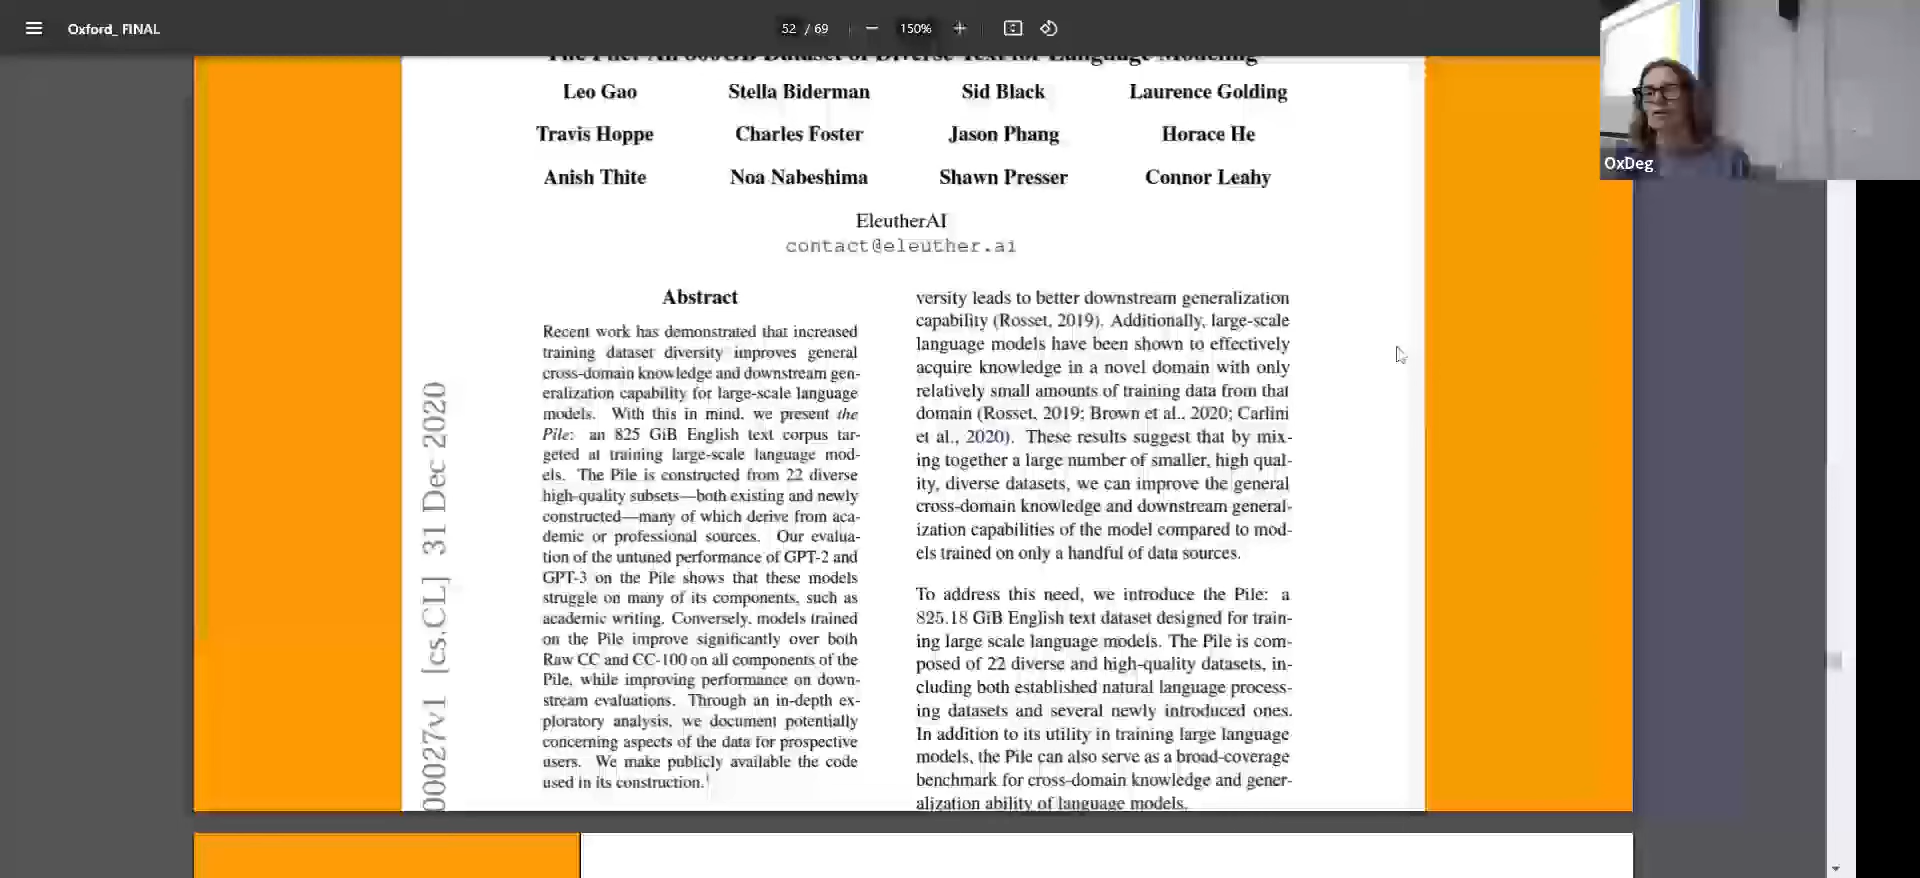 Oxford_ FINAL
52 / 69
150%
OxDeg
The Pile: An 800GB Dataset of Diverse Text for Language Modeling
Leo Gao Stella Biderman Sid Black Laurence Golding
Travis Hoppe Charles Foster Jason Phang Horace He
Anish Thite Noa Nabeshima Shawn Presser Connor Leahy
EleutherAI
contact@eleuther.ai
Abstract
Recent work has demonstrated that increased
training dataset diversity improves general
cross-domain knowledge and downstream gen-
eralization capability for large-scale language
models. With this in mind, we present the
Pile: an 825 GiB English text corpus tar-
geted at training large-scale language mod-
els. The Pile is constructed from 22 diverse
high-quality subsets—both existing and newly
constructed—many of which derive from aca-
demic or professional sources. Our evalua-
tion of the untuned performance of GPT-2 and
GPT-3 on the Pile shows that these models
struggle on many of its components, such as
academic writing. Conversely, models trained
on the Pile improve significantly over both
Raw CC and CC-100 on all components of the
Pile, while improving performance on down-
stream evaluations. Through an in-depth ex-
ploratory analysis, we document potentially
concerning aspects of the data for prospective
users. We make publicly available the code
used in its construction.¹
versity leads to better downstream generalization
capability (Rosset, 2019). Additionally, large-scale
language models have been shown to effectively
acquire knowledge in a novel domain with only
relatively small amounts of training data from that
domain (Rosset, 2019; Brown et al., 2020; Carlini
et al., 2020). These results suggest that by mix-
ing together a large number of smaller, high qual-
ity, diverse datasets, we can improve the general
cross-domain knowledge and downstream general-
ization capabilities of the model compared to mod-
els trained on only a handful of data sources.
To address this need, we introduce the Pile: a
825.18 GiB English text dataset designed for train-
ing large scale language models. The Pile is com-
posed of 22 diverse and high-quality datasets, in-
cluding both established natural language process-
ing datasets and several newly introduced ones.
In addition to its utility in training large language
models, the Pile can also serve as a broad-coverage
benchmark for cross-domain knowledge and gener-
alization ability of language models.
00027v1 [cs.CL] 31 Dec 2020